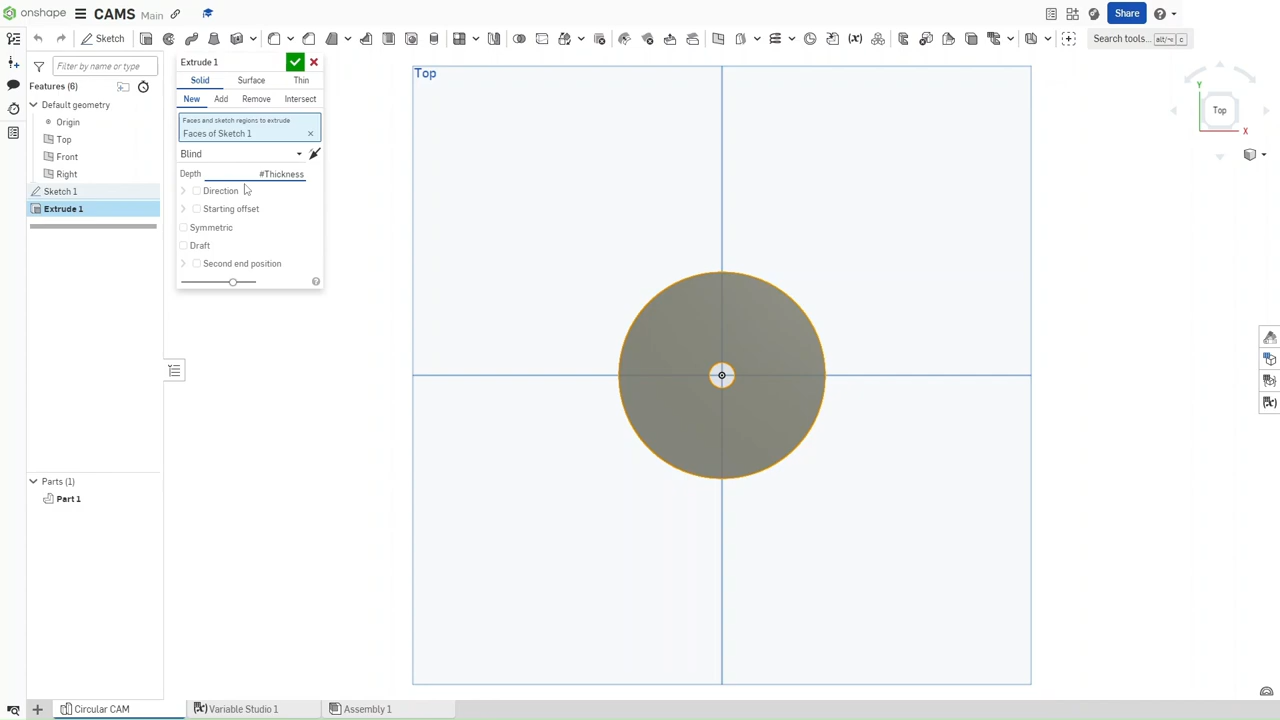 onshape CAMS Main Share
Sketch Search tools... alt/⌥ c
Filter by name or type
Features (6)
Default geometry
Origin
Top
Front
Right
Sketch 1
Extrude 1
Parts (1)
Part 1
Extrude 1
Solid Surface Thin
New Add Remove Intersect
Faces and sketch regions to extrude
Faces of Sketch 1
Blind
Depth #Thickness
Direction
Starting offset
Symmetric
Draft
Second end position
Top
Y
Top
X
Circular CAM Variable Studio 1 Assembly 1